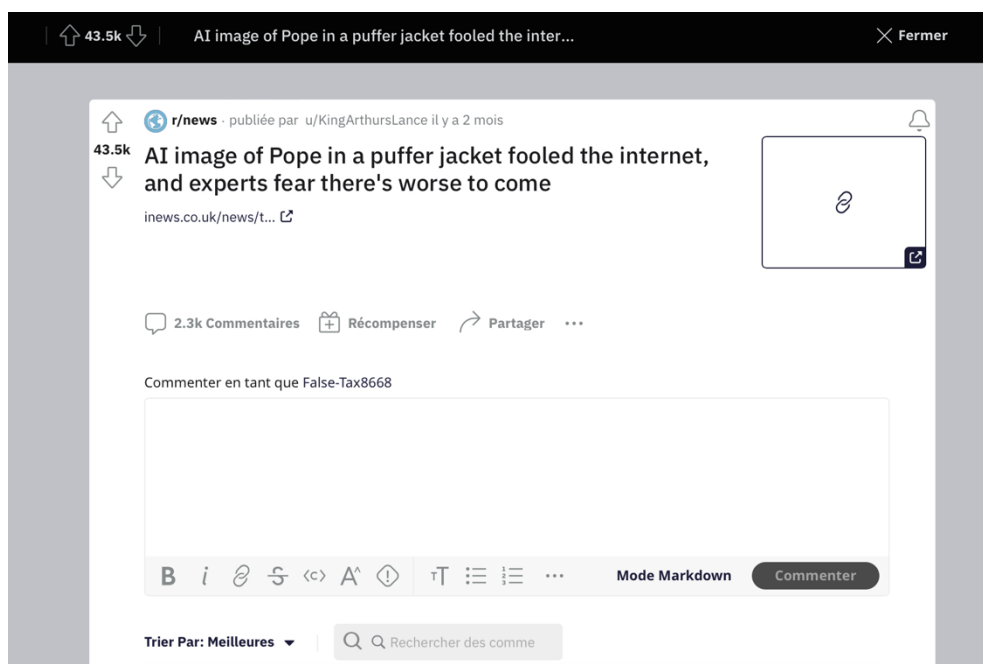 43.5k AI image of Pope in a puffer jacket fooled the inter... Fermer
r/news · publiée par u/KingArthursLance il y a 2 mois
43.5k
AI image of Pope in a puffer jacket fooled the internet,
and experts fear there's worse to come
inews.co.uk/news/t...
2.3k Commentaires Récompenser Partager ...
Commenter en tant que False-Tax8668
B i S <c> A^ T T ... Mode Markdown Commenter
Trier Par: Meilleures Rechercher des comme